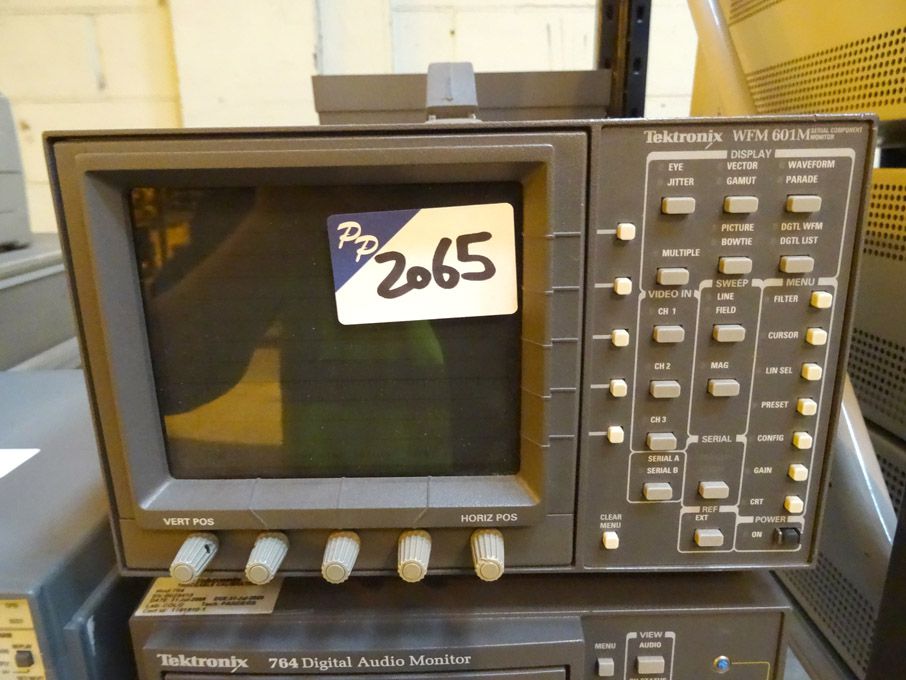 PP
2065
Tektronix WFM 601M SERIAL COMPONENT MONITOR
DISPLAY
EYE VECTOR WAVEFORM
JITTER GAMUT PARADE
PICTURE DGTL WFM
MULTIPLE BOWTIE DGTL LIST
VIDEO IN SWEEP MENU
LINE FILTER
CH 1 FIELD
CURSOR
CH 2 MAG LIN SEL
PRESET
CH 3
SERIAL CONFIG
SERIAL A
SERIAL B GAIN
CRT
REF
EXT
POWER
ON
CLEAR
MENU
VERT POS HORIZ POS
Tektronix 764 Digital Audio Monitor
MENU
VIEW
AUDIO